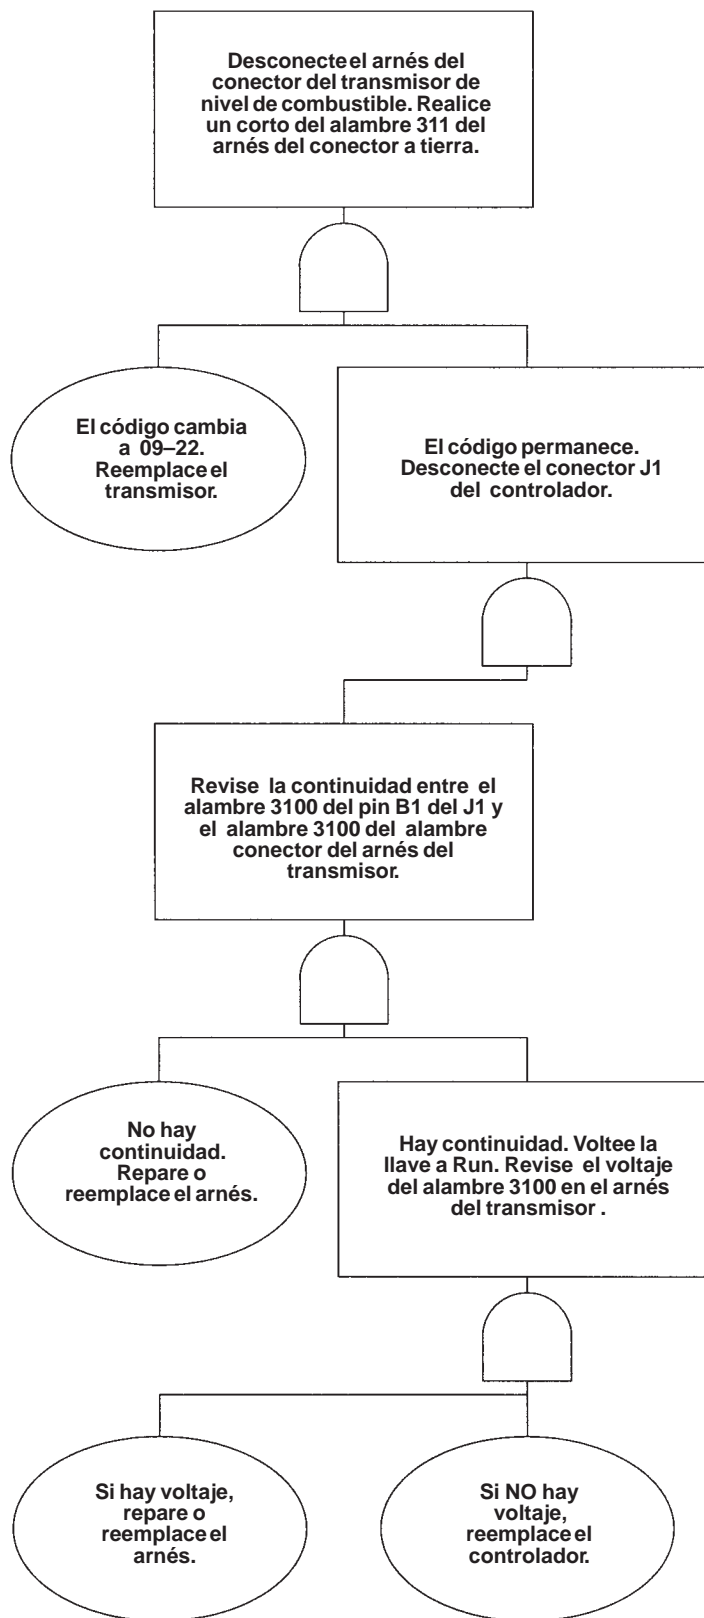 Desconecte el arnés del
conector del transmisor de
nivel de combustible. Realice
un corto del alambre 311 del
arnés del conector a tierra.
El código cambia
a 09–22.
Reemplace el
transmisor.
El código permanece.
Desconecte el conector J1
del controlador.
Revise la continuidad entre el
alambre 3100 del pin B1 del J1 y
el alambre 3100 del alambre
conector del arnés del
transmisor.
No hay
continuidad.
Repare o
reemplace el arnés.
Hay continuidad. Voltee la
llave a Run. Revise el voltaje
del alambre 3100 en el arnés
del transmisor .
Si hay voltaje,
repare o
reemplace el
arnés.
Si NO hay
voltaje,
reemplace el
controlador.